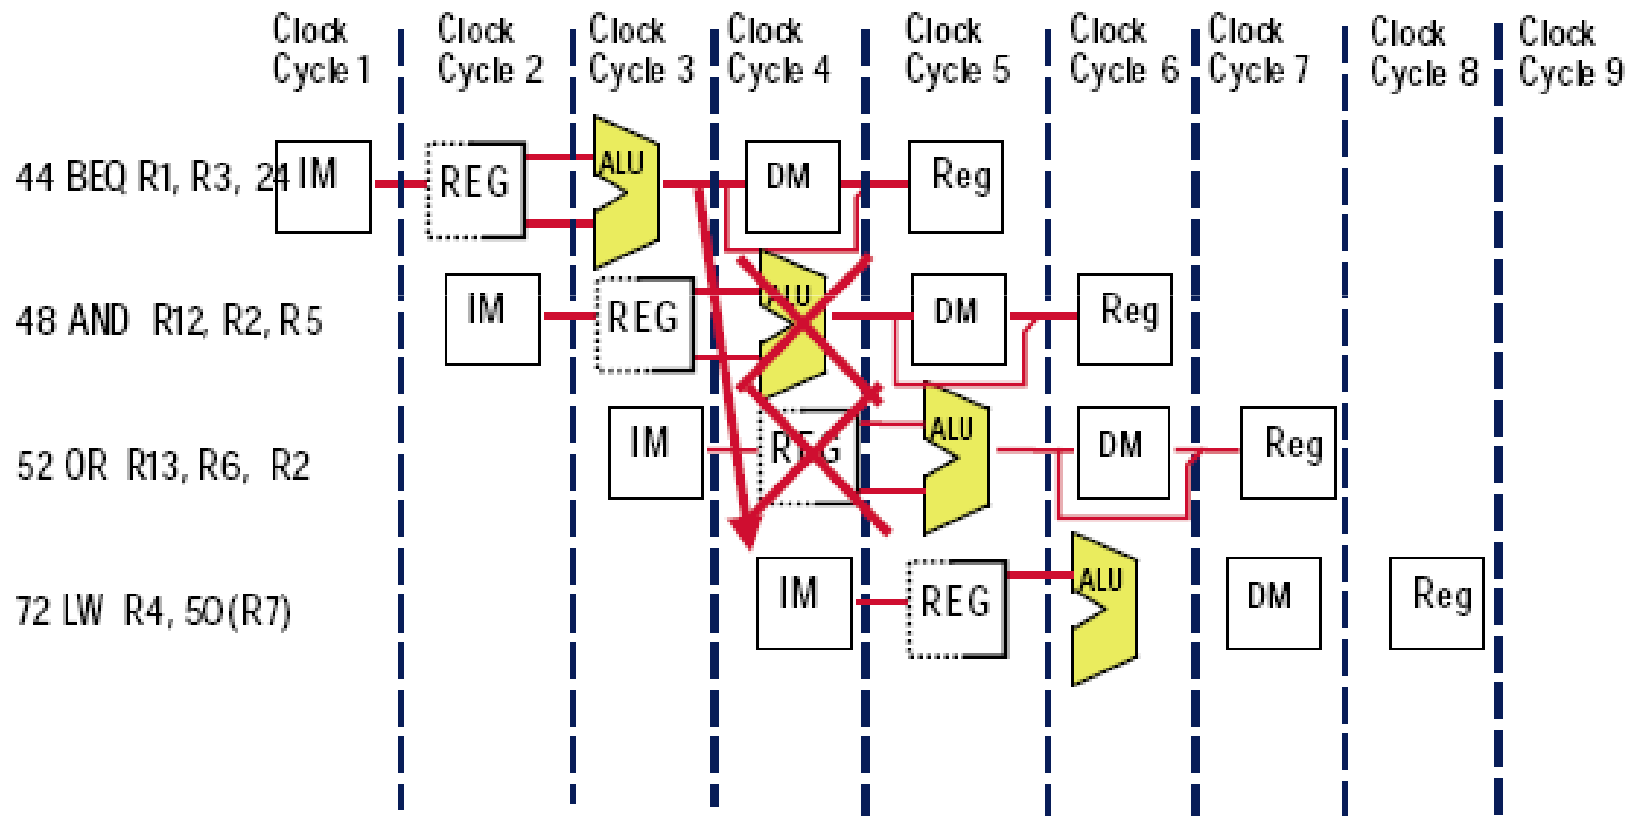 Clock Cycle 1
Clock Cycle 2
Clock Cycle 3
Clock Cycle 4
Clock Cycle 5
Clock Cycle 6
Clock Cycle 7
Clock Cycle 8
Clock Cycle 9
44 BEQ R1, R3, 24 IM REG ALU DM Reg
48 AND R12, R2, R5 IM REG ALU DM Reg
52 OR R13, R6, R2 IM REG ALU DM Reg
72 LW R4, 50(R7) IM REG ALU DM Reg